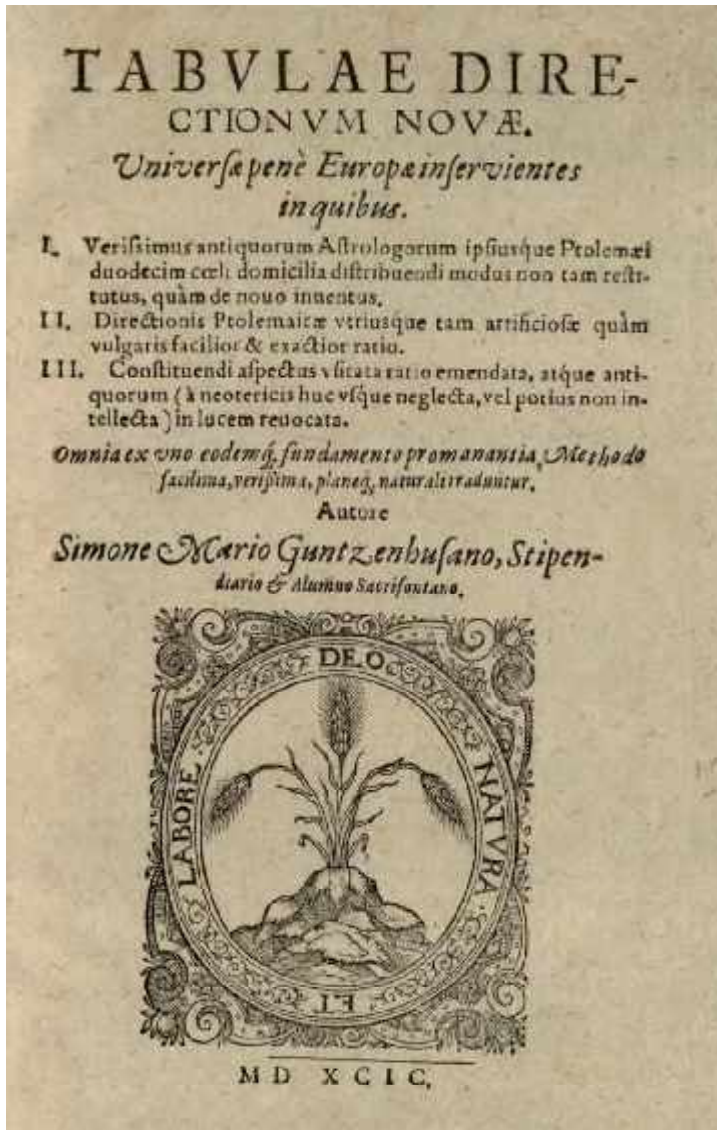 TABVLAE DIRE-
CTIONVM NOVÆ.
Universæ penè Europæ inservientes
in quibus.
I. Verissimus antiquorum Astrologorum ipsiusque Ptolemæi
duodecim cœli domicilia distribuendi modus non tam resti-
tutus, quàm de nouo inuentus.
II. Directionis Ptolemaicæ vtriusque tam artificiosæ quàm
vulgaris facilior & exactior ratio.
III. Constituendi aspectus vsitata ratio emendata, atque anti-
quorum (à neotericis huc vsque neglecta, vel potius non in-
tellecta) in lucem reuocata.
Omnia ex vno eodemq́; fundamento promanantia, Methodo
facillima, verissima, planeq́; naturali traduntur.
Autore
Simone Mario Guntzenhusano, Stipen-
diario & Alumno Sacrifontano.
DEO NATVRA ET LABORE
MD XCIC.